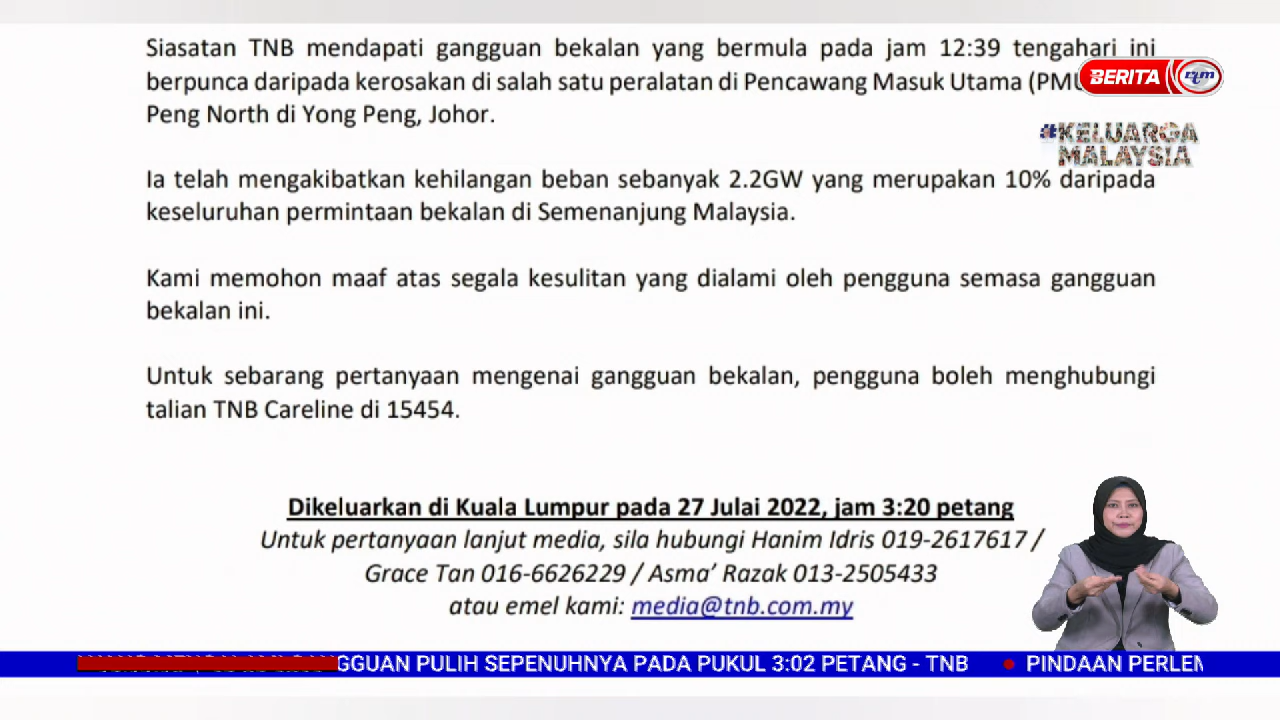 Siasatan TNB mendapati gangguan bekalan yang bermula pada jam 12:39 tengahari ini
berpunca daripada kerosakan di salah satu peralatan di Pencawang Masuk Utama (PMU
Peng North di Yong Peng, Johor.
BERITA rtm
#KELUARGA
MALAYSIA
Ia telah mengakibatkan kehilangan beban sebanyak 2.2GW yang merupakan 10% daripada
keseluruhan permintaan bekalan di Semenanjung Malaysia.
Kami memohon maaf atas segala kesulitan yang dialami oleh pengguna semasa gangguan
bekalan ini.
Untuk sebarang pertanyaan mengenai gangguan bekalan, pengguna boleh menghubungi
talian TNB Careline di 15454.
Dikeluarkan di Kuala Lumpur pada 27 Julai 2022, jam 3:20 petang
Untuk pertanyaan lanjut media, sila hubungi Hanim Idris 019-2617617 /
Grace Tan 016-6626229 / Asma’ Razak 013-2505433
atau emel kami: media@tnb.com.my
GGUAN PULIH SEPENUHNYA PADA PUKUL 3:02 PETANG - TNB • PINDAAN PERLEM